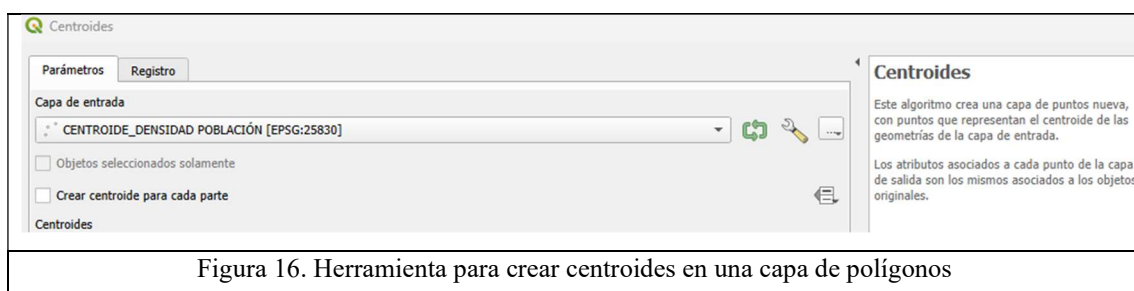 Centroides
Parámetros Registro
Capa de entrada
CENTROIDE_DENSIDAD POBLACIÓN [EPSG:25830]
Objetos seleccionados solamente
Crear centroide para cada parte
Centroides
Centroides
Este algoritmo crea una capa de puntos nueva,
con puntos que representan el centroide de las
geometrías de la capa de entrada.
Los atributos asociados a cada punto de la capa
de salida son los mismos asociados a los objetos
originales.
Figura 16. Herramienta para crear centroides en una capa de polígonos